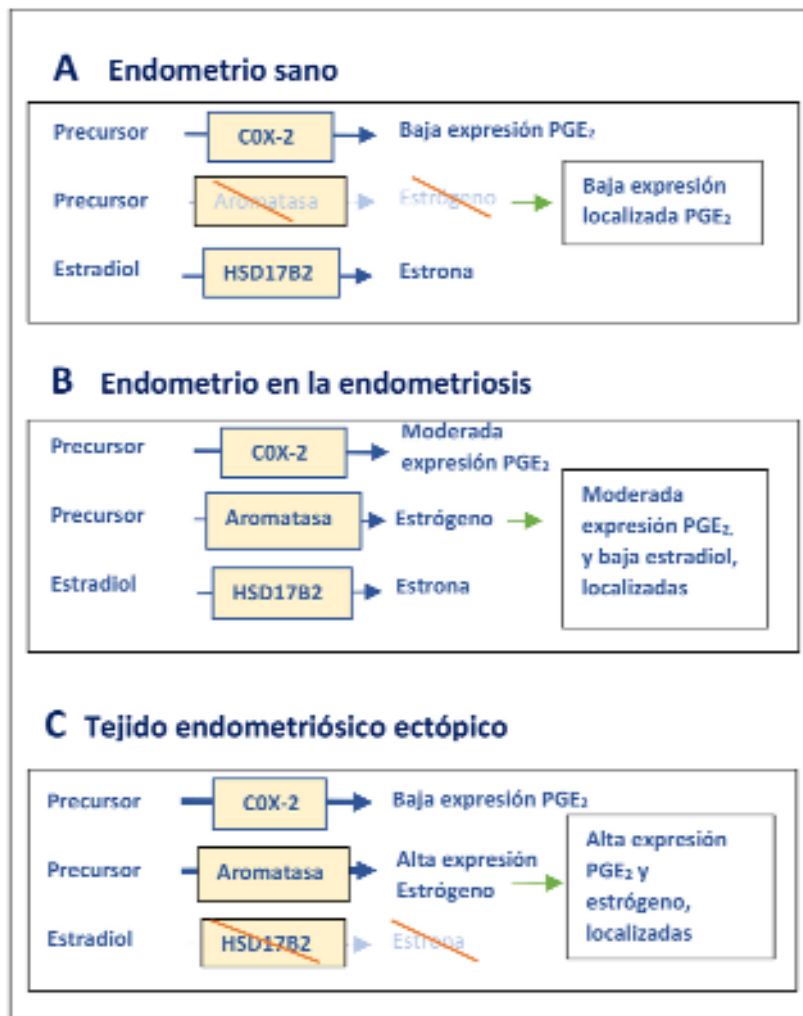 A Endometrio sano
Precursor C0X-2 Baja expresión PGE₂
Precursor Aromatasa Estrógeno
Baja expresión
localizada PGE₂
Estradiol HSD17B2 Estrona
B Endometrio en la endometriosis
Precursor C0X-2 Moderada
expresión PGE₂
Precursor Aromatasa Estrógeno
Estradiol HSD17B2 Estrona
Moderada
expresión PGE₂,
y baja estradiol,
localizadas
C Tejido endometriósico ectópico
Precursor C0X-2 Baja expresión PGE₂
Precursor Aromatasa Alta expresión
Estrógeno
Estradiol HSD17B2 Estrona
Alta expresión
PGE₂ y
estrógeno,
localizadas